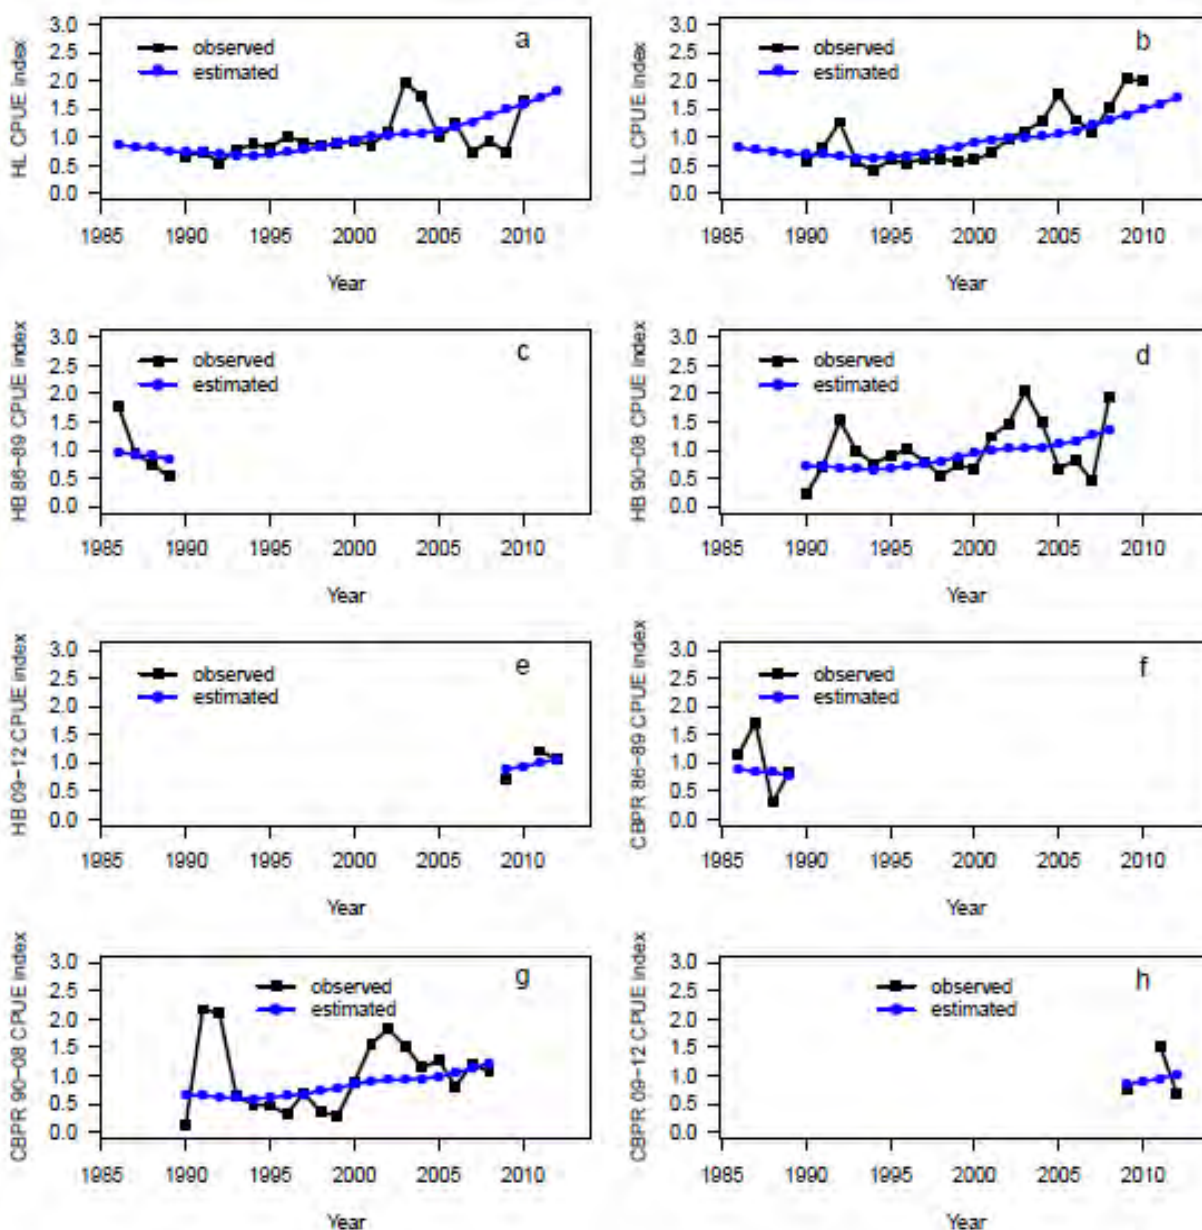 HL CPUE index
3.0
2.5
2.0
1.5
1.0
0.5
0.0
observed
estimated
a
1985 1990 1995 2000 2005 2010
Year
LL CPUE index
3.0
2.5
2.0
1.5
1.0
0.5
0.0
observed
estimated
b
1985 1990 1995 2000 2005 2010
Year
HB 86-89 CPUE index
3.0
2.5
2.0
1.5
1.0
0.5
0.0
observed
estimated
c
1985 1990 1995 2000 2005 2010
Year
HB 90-08 CPUE index
3.0
2.5
2.0
1.5
1.0
0.5
0.0
observed
estimated
d
1985 1990 1995 2000 2005 2010
Year
HB 09-12 CPUE index
3.0
2.5
2.0
1.5
1.0
0.5
0.0
observed
estimated
e
1985 1990 1995 2000 2005 2010
Year
CBPR 86-89 CPUE index
3.0
2.5
2.0
1.5
1.0
0.5
0.0
observed
estimated
f
1985 1990 1995 2000 2005 2010
Year
CBPR 90-08 CPUE index
3.0
2.5
2.0
1.5
1.0
0.5
0.0
observed
estimated
g
1985 1990 1995 2000 2005 2010
Year
CBPR 09-12 CPUE index
3.0
2.5
2.0
1.5
1.0
0.5
0.0
observed
estimated
h
1985 1990 1995 2000 2005 2010
Year